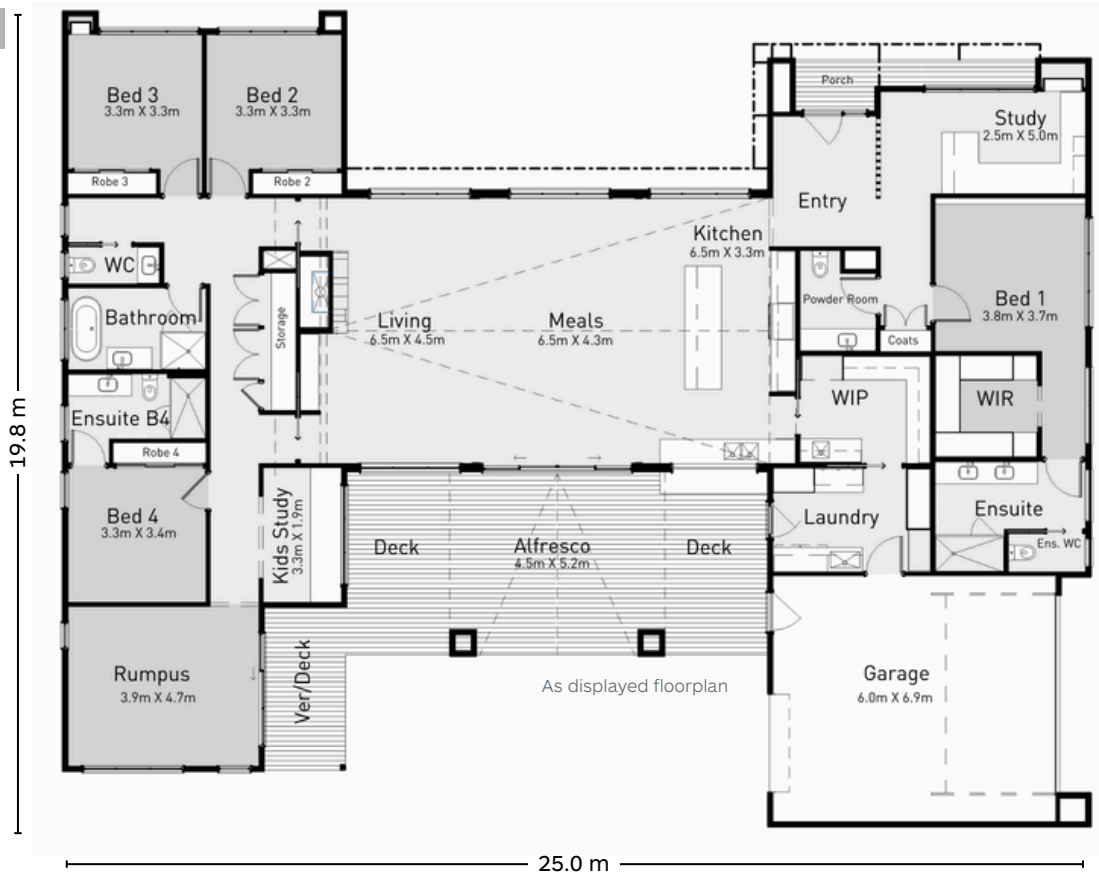 Bed 3
3.3m X 3.3m
Robe 3
Bed 2
3.3m X 3.3m
Robe 2
Porch
Study
2.5m X 5.0m
Entry
Kitchen
6.5m X 3.3m
WC
Bathroom
Storage
Living
6.5m X 4.5m
Meals
6.5m X 4.3m
Powder Room
Coats
Bed 1
3.8m X 3.7m
WIP
WIR
Ensuite B4
Robe 4
Bed 4
3.3m X 3.4m
Kids Study
3.3m X 1.9m
Deck
Alfresco
4.5m X 5.2m
Deck
Laundry
Ensuite
Ens. WC
Rumpus
3.9m X 4.7m
Ver/Deck
As displayed floorplan
Garage
6.0m X 6.9m
19.8 m
25.0 m